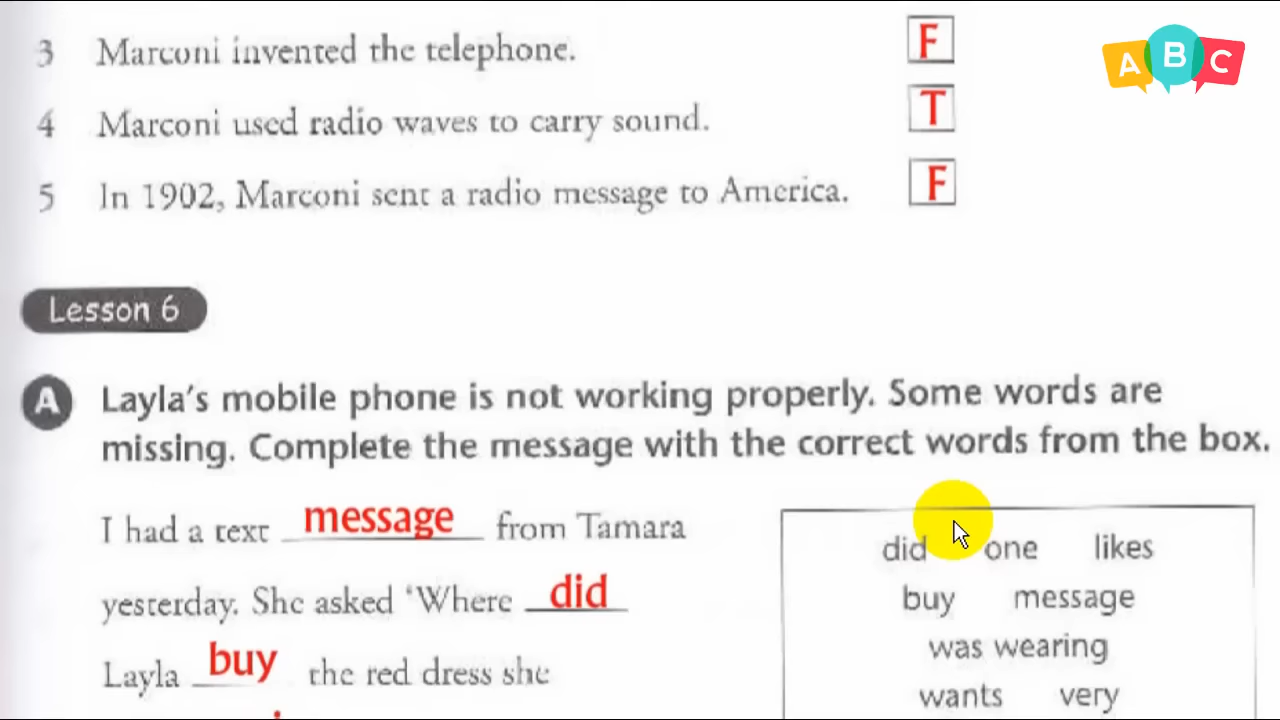 3 Marconi invented the telephone. F
A B C
4 Marconi used radio waves to carry sound. T
5 In 1902, Marconi sent a radio message to America. F
Lesson 6
A Layla's mobile phone is not working properly. Some words are
missing. Complete the message with the correct words from the box.
I had a text message from Tamara
yesterday. She asked 'Where did
Layla buy the red dress she
did one likes
buy message
was wearing
wants very